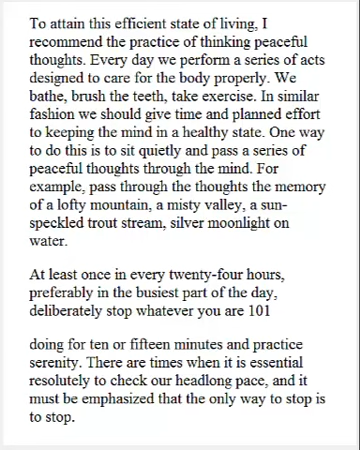 To attain this efficient state of living, I
recommend the practice of thinking peaceful
thoughts. Every day we perform a series of acts
designed to care for the body properly. We
bathe, brush the teeth, take exercise. In similar
fashion we should give time and planned effort
to keeping the mind in a healthy state. One way
to do this is to sit quietly and pass a series of
peaceful thoughts through the mind. For
example, pass through the thoughts the memory
of a lofty mountain, a misty valley, a sun-
speckled trout stream, silver moonlight on
water.
At least once in every twenty-four hours,
preferably in the busiest part of the day,
deliberately stop whatever you are 101
doing for ten or fifteen minutes and practice
serenity. There are times when it is essential
resolutely to check our headlong pace, and it
must be emphasized that the only way to stop is
to stop.